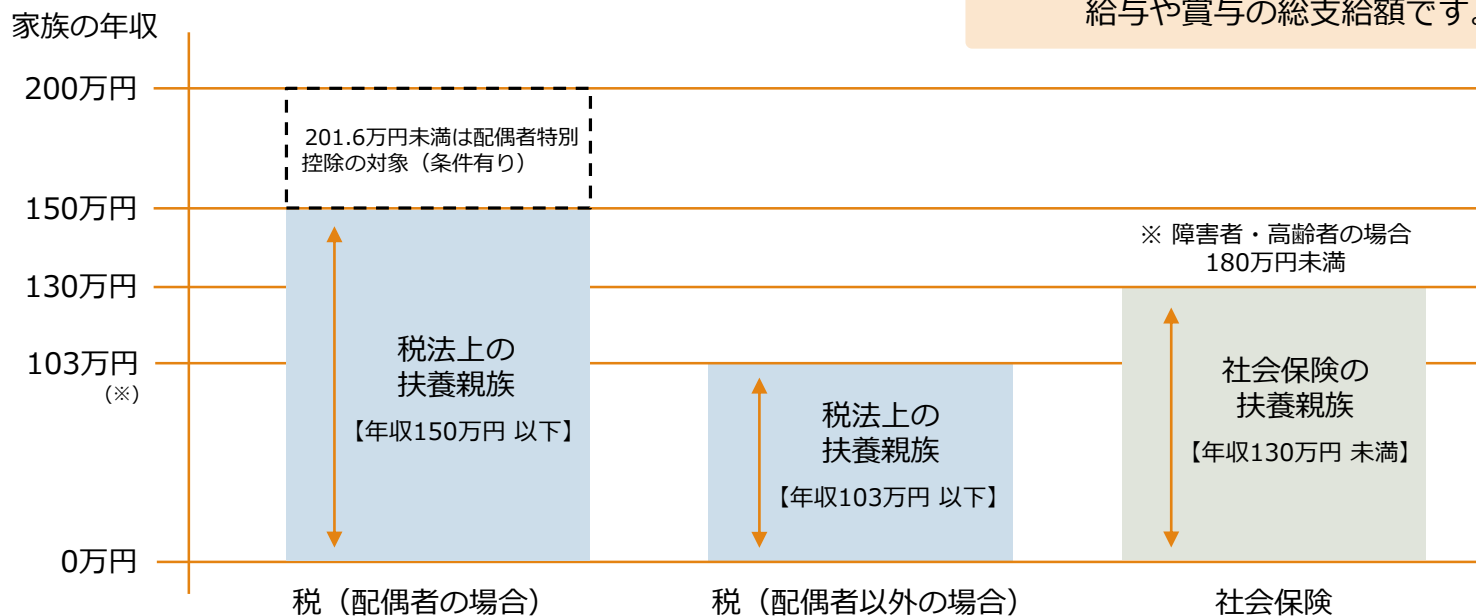 給与や賞与の総支給額です。
家族の年収
200万円
201.6万円未満は配偶者特別
控除の対象（条件有り）
150万円
※ 障害者・高齢者の場合
180万円未満
130万円
103万円
（※）
税法上の
扶養親族
【年収150万円 以下】
税法上の
扶養親族
【年収103万円 以下】
社会保険の
扶養親族
【年収130万円 未満】
0万円
税（配偶者の場合）
税（配偶者以外の場合）
社会保険